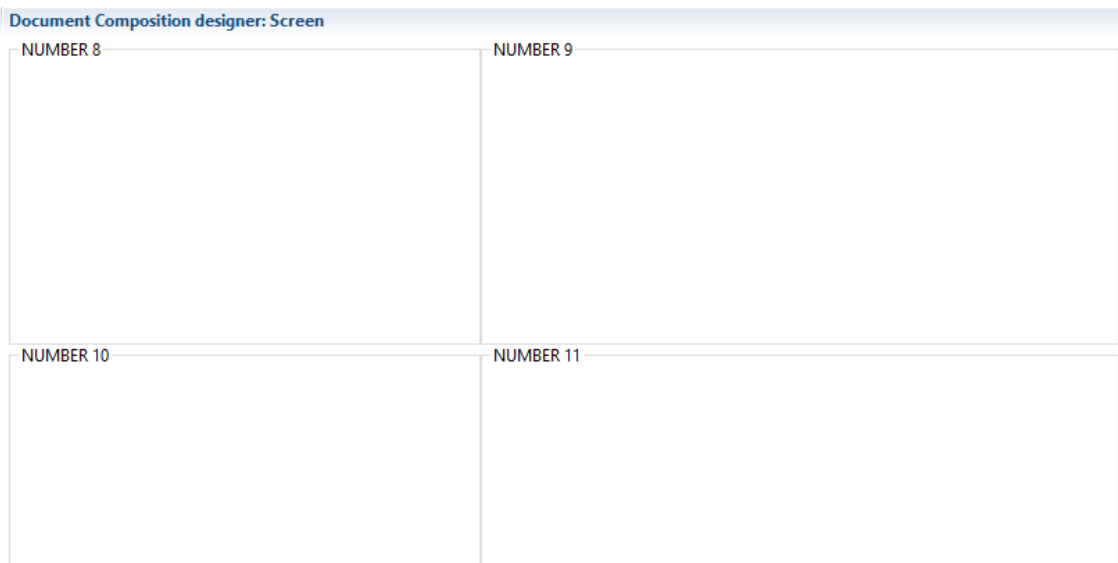 Document Composition designer: Screen
NUMBER 8
NUMBER 9
NUMBER 10
NUMBER 11